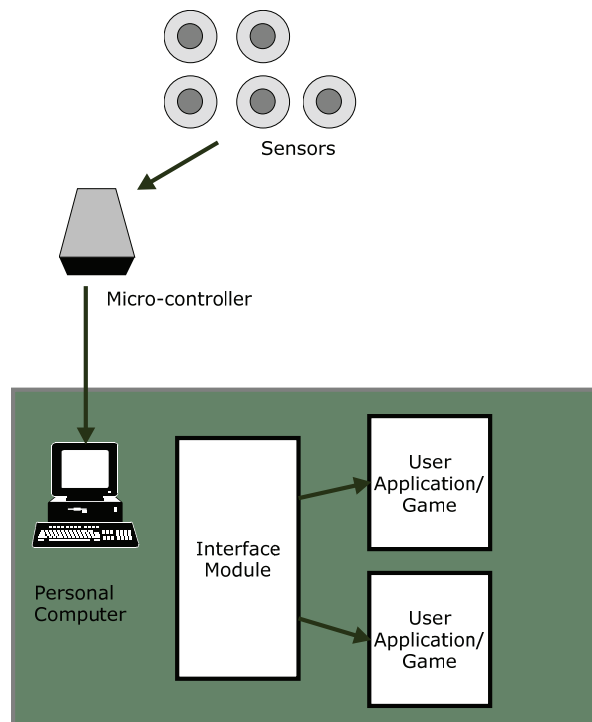 Sensors
Micro-controller
User
Application/
Game
Interface
Module
Personal
Computer
User
Application/
Game